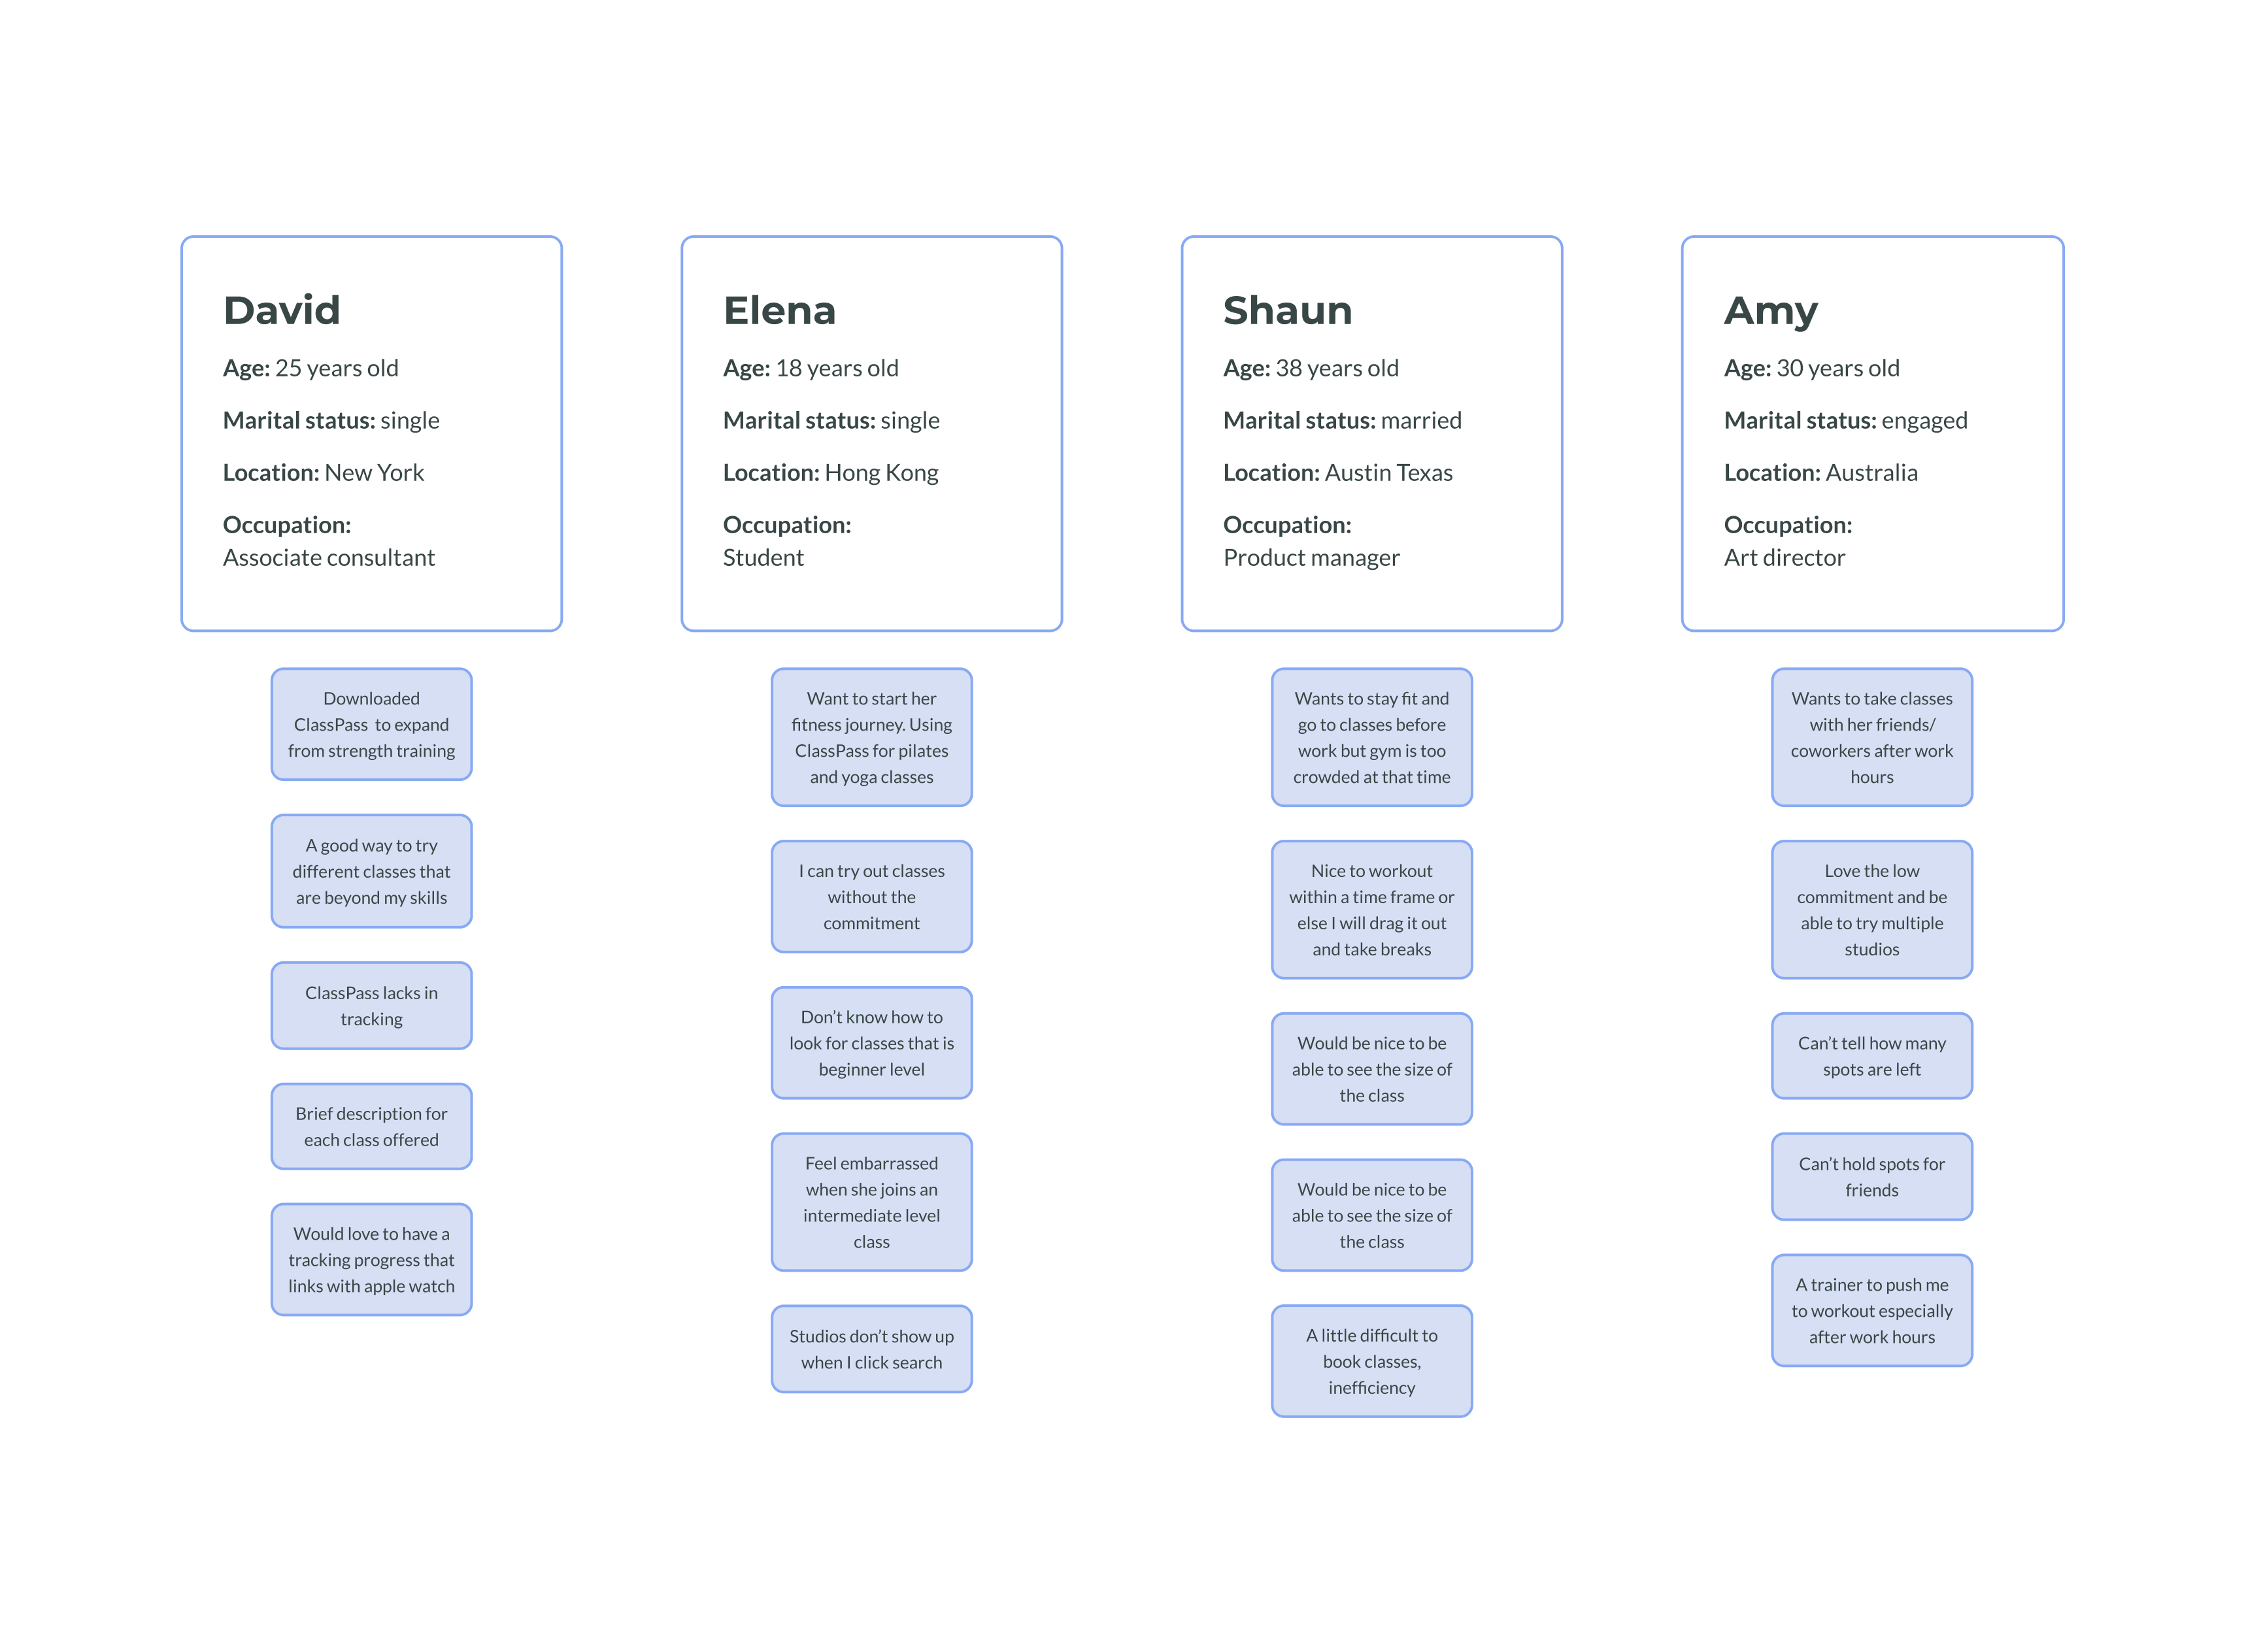 David
Age: 25 years old
Marital status: single
Location: New York
Occupation:
Associate consultant
Downloaded
ClassPass  to expand
from strength training
A good way to try
different classes that
are beyond my skills
ClassPass lacks in
tracking
Brief description for
each class offered
Would love to have a
tracking progress that
links with apple watch
Elena
Age: 18 years old
Marital status: single
Location: Hong Kong
Occupation:
Student
Want to start her
fitness journey. Using
ClassPass for pilates
and yoga classes
I can try out classes
without the
commitment
Don’t know how to
look for classes that is
beginner level
Feel embarrassed
when she joins an
intermediate level
class
Studios don’t show up
when I click search
Shaun
Age: 38 years old
Marital status: married
Location: Austin Texas
Occupation:
Product manager
Wants to stay fit and
go to classes before
work but gym is too
crowded at that time
Nice to workout
within a time frame or
else I will drag it out
and take breaks
Would be nice to be
able to see the size of
the class
Would be nice to be
able to see the size of
the class
A little difficult to
book classes,
inefficiency
Amy
Age: 30 years old
Marital status: engaged
Location: Australia
Occupation:
Art director
Wants to take classes
with her friends/
coworkers after work
hours
Love the low
commitment and be
able to try multiple
studios
Can’t tell how many
spots are left
Can’t hold spots for
friends
A trainer to push me
to workout especially
after work hours